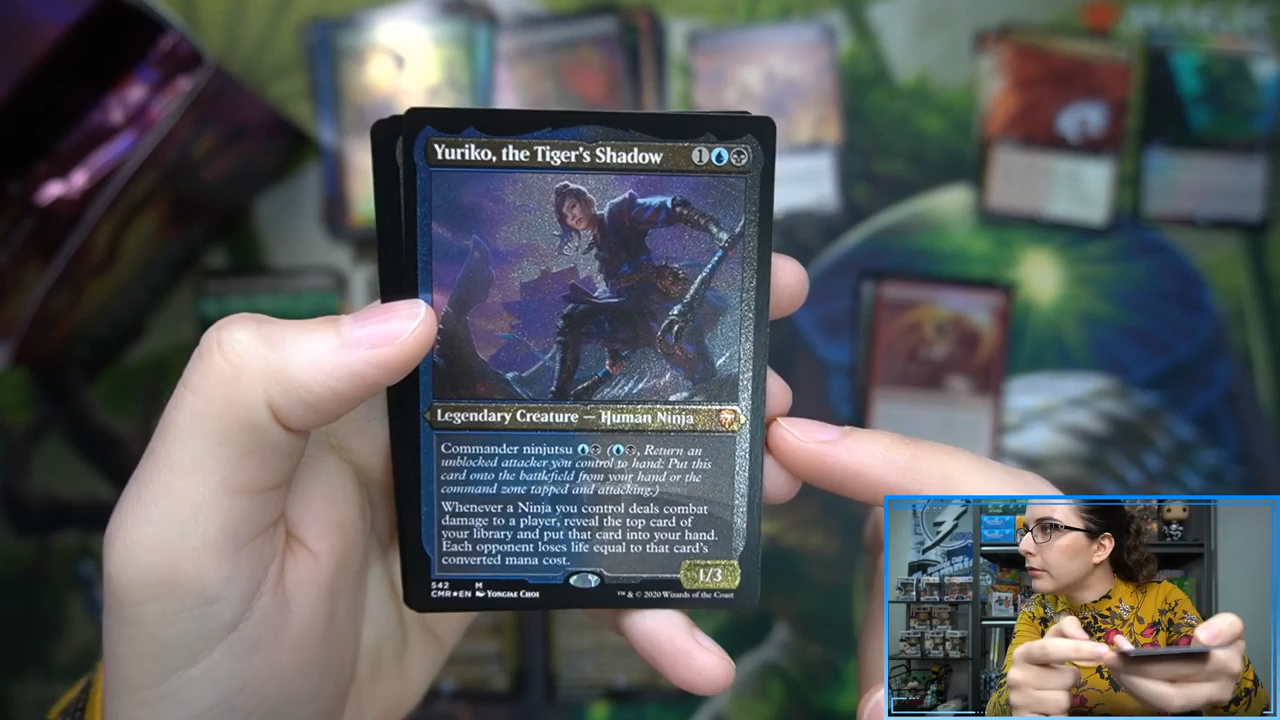 MAGIC
Yuriko, the Tiger's Shadow 1
Legendary Creature — Human Ninja
Commander ninjutsu (, Return an
unblocked attacker you control to hand: Put this
card onto the battlefield from your hand or the
command zone tapped and attacking.)
Whenever a Ninja you control deals combat
damage to a player, reveal the top card of
your library and put that card into your hand.
Each opponent loses life equal to that card's
converted mana cost.
1/3
542 M
CMR★EN Yongjae Choi
™ & © 2020 Wizards of the Coast